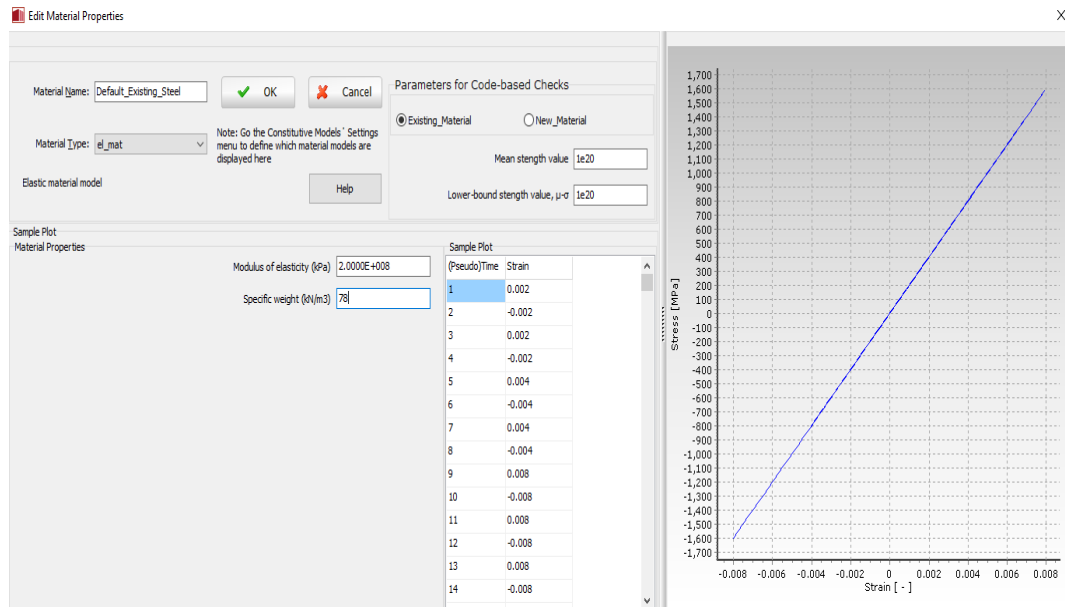 Edit Material Properties
X
Material Name: Default_Existing_Steel
OK
Cancel
Parameters for Code-based Checks
Existing_Material
New_Material
Material Type: el_mat
Note: Go the Constitutive Models´ Settings
menu to define which material models are
displayed here
Mean stength value 1e20
Elastic material model
Help
Lower-bound stength value, μ-σ 1e20
Sample Plot
Material Properties
Modulus of elasticity (kPa) 2.0000E+008
Specific weight (kN/m3) 78
Sample Plot
(Pseudo)Time Strain
1 0.002
2 -0.002
3 0.002
4 -0.002
5 0.004
6 -0.004
7 0.004
8 -0.004
9 0.008
10 -0.008
11 0.008
12 -0.008
13 0.008
14 -0.008
Stress [MPa]
1,700
1,600
1,500
1,400
1,300
1,200
1,100
1,000
900
800
700
600
500
400
300
200
100
0
-100
-200
-300
-400
-500
-600
-700
-800
-900
-1,000
-1,100
-1,200
-1,300
-1,400
-1,500
-1,600
-1,700
-0.008 -0.006 -0.004 -0.002 0 0.002 0.004 0.006 0.008
Strain [ - ]